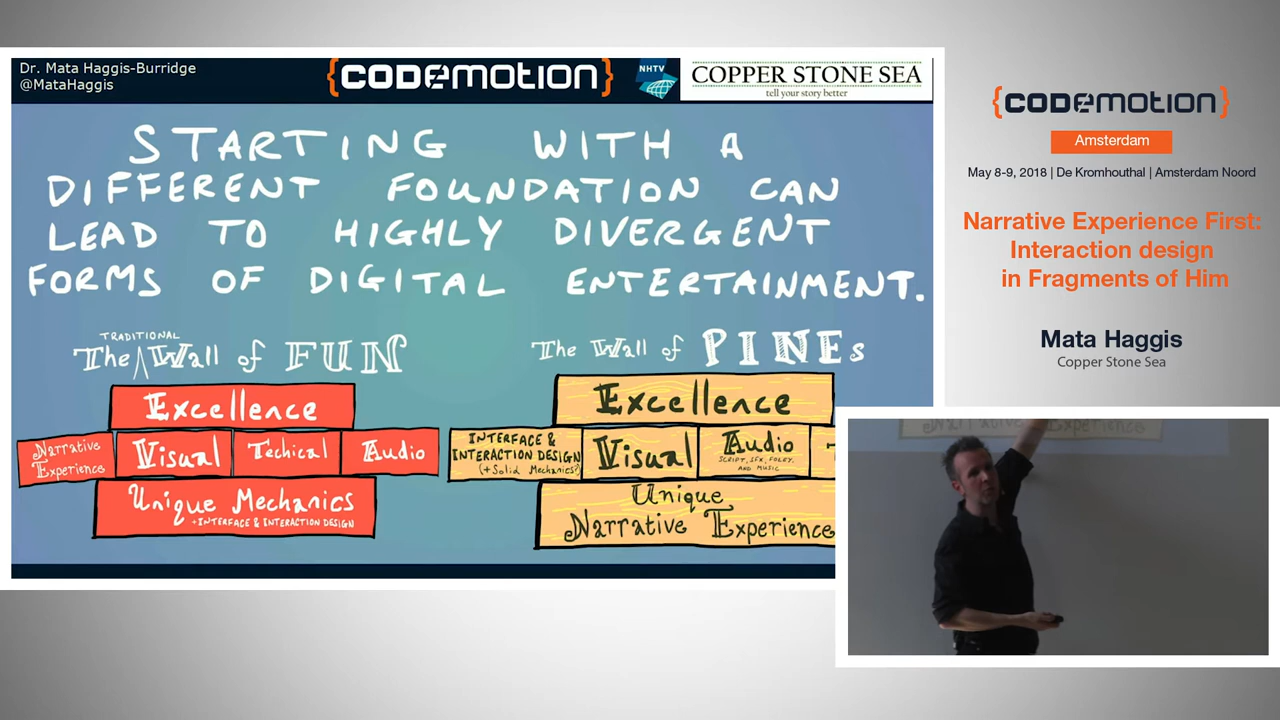 Dr. Mata Haggis-Burridge
@MataHaggis
{CODEMOTION}
NHTV
COPPER STONE SEA
tell your story better
STARTING WITH A
DIFFERENT FOUNDATION CAN
LEAD TO HIGHLY DIVERGENT
FORMS OF DIGITAL ENTERTAINMENT.
TRADITIONAL
The Wall of FUN
Excellence
Narrative
Experience
Visual
Techical
Audio
Unique Mechanics
+INTERFACE & INTERACTION DESIGN
The Wall of PINEs
Excellence
INTERFACE &
INTERACTION DESIGN
(+Solid Mechanics?)
Visual
Audio
SCRIPT, SFX, FOLEY,
AND MUSIC
Unique
Narrative Experience
{CODEMOTION}
Amsterdam
May 8-9, 2018 | De Kromhouthal | Amsterdam Noord
Narrative Experience First:
Interaction design
in Fragments of Him
Mata Haggis
Copper Stone Sea
Narrative Experience